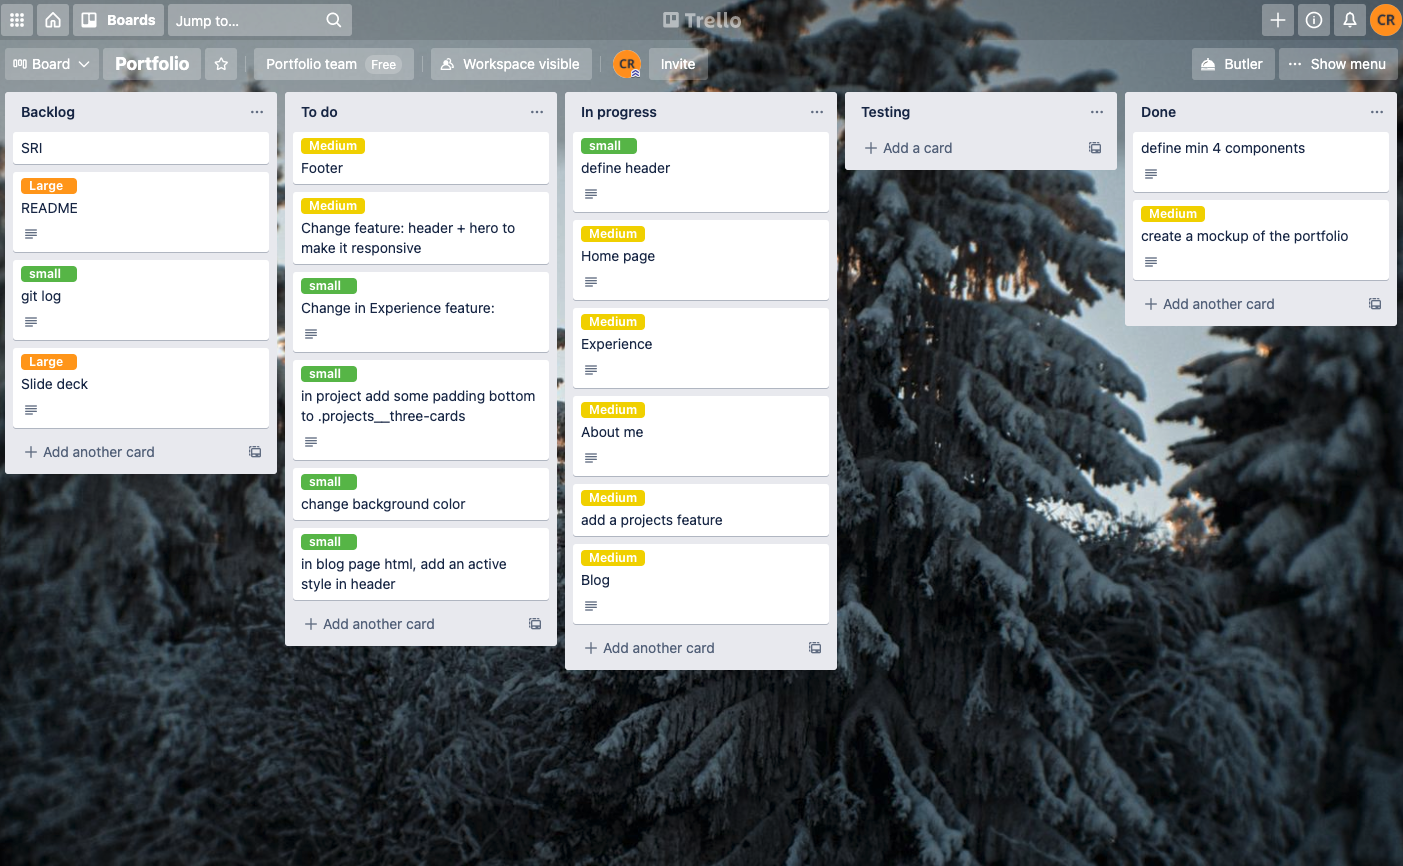 Boards
Jump to...
Trello
CR
Board
Portfolio
Portfolio team Free
Workspace visible
CR
Invite
Butler
Show menu
Backlog
SRI
Large
README
small
git log
Large
Slide deck
Add another card
To do
Medium
Footer
Medium
Change feature: header + hero to
make it responsive
small
Change in Experience feature:
small
in project add some padding bottom
to .projects__three-cards
small
change background color
small
in blog page html, add an active
style in header
Add another card
In progress
small
define header
Medium
Home page
Medium
Experience
Medium
About me
Medium
add a projects feature
Medium
Blog
Add another card
Testing
Add a card
Done
define min 4 components
Medium
create a mockup of the portfolio
Add another card